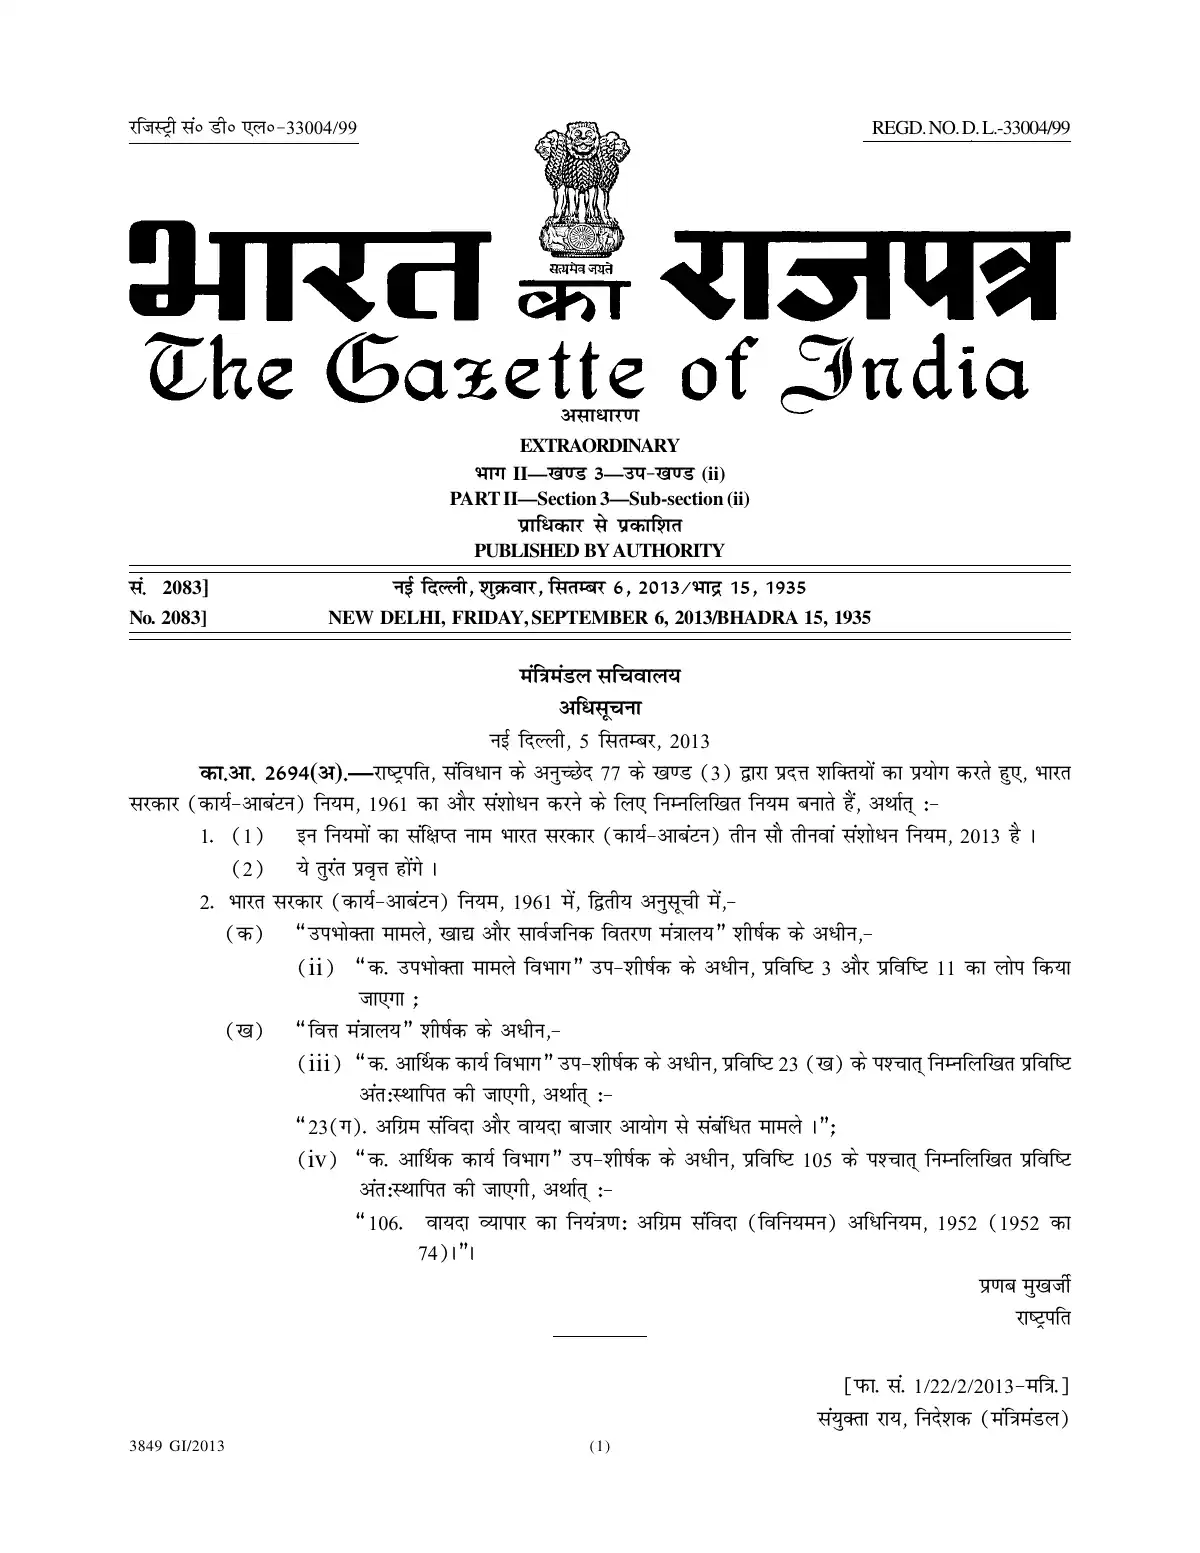 रजिस्ट्री सं० डी० एल०-33004/99
REGD. NO. D. L.-33004/99
सत्यमेव जयते
भारत का राजपत्र
The Gazette of India
असाधारण
EXTRAORDINARY
भाग II—खण्ड 3—उप-खण्ड (ii)
PART II—Section 3—Sub-section (ii)
प्राधिकार से प्रकाशित
PUBLISHED BY AUTHORITY
सं. 2083] नई दिल्ली, शुक्रवार, सितम्बर 6, 2013/भाद्र 15, 1935
No. 2083] NEW DELHI, FRIDAY, SEPTEMBER 6, 2013/BHADRA 15, 1935
मंत्रिमंडल सचिवालय
अधिसूचना
नई दिल्ली, 5 सितम्बर, 2013
का.आ. 2694(अ).—राष्ट्रपति, संविधान के अनुच्छेद 77 के खण्ड (3) द्वारा प्रदत्त शक्तियों का प्रयोग करते हुए, भारत
सरकार (कार्य-आबंटन) नियम, 1961 का और संशोधन करने के लिए निम्नलिखित नियम बनाते हैं, अर्थात् :-
1. (1) इन नियमों का संक्षिप्त नाम भारत सरकार (कार्य-आबंटन) तीन सौ तीनवां संशोधन नियम, 2013 है ।
(2) ये तुरंत प्रवृत्त होंगे ।
2. भारत सरकार (कार्य-आबंटन) नियम, 1961 में, द्वितीय अनुसूची में,-
(क) “उपभोक्ता मामले, खाद्य और सार्वजनिक वितरण मंत्रालय” शीर्षक के अधीन,-
(ii) “क. उपभोक्ता मामले विभाग” उप-शीर्षक के अधीन, प्रविष्टि 3 और प्रविष्टि 11 का लोप किया
जाएगा ;
(ख) “वित्त मंत्रालय” शीर्षक के अधीन,-
(iii) “क. आर्थिक कार्य विभाग” उप-शीर्षक के अधीन, प्रविष्टि 23 (ख) के पश्चात् निम्नलिखित प्रविष्टि
अंत:स्थापित की जाएगी, अर्थात् :-
“23(ग). अग्रिम संविदा और वायदा बाजार आयोग से संबंधित मामले ।”;
(iv) “क. आर्थिक कार्य विभाग” उप-शीर्षक के अधीन, प्रविष्टि 105 के पश्चात् निम्नलिखित प्रविष्टि
अंत:स्थापित की जाएगी, अर्थात् :-
“106. वायदा व्यापार का नियंत्रण: अग्रिम संविदा (विनियमन) अधिनियम, 1952 (1952 का
74)।”।
प्रणब मुखर्जी
राष्ट्रपति
[फा. सं. 1/22/2/2013-मत्रि.]
संयुक्ता राय, निदेशक (मंत्रिमंडल)
3849 GI/2013
(1)